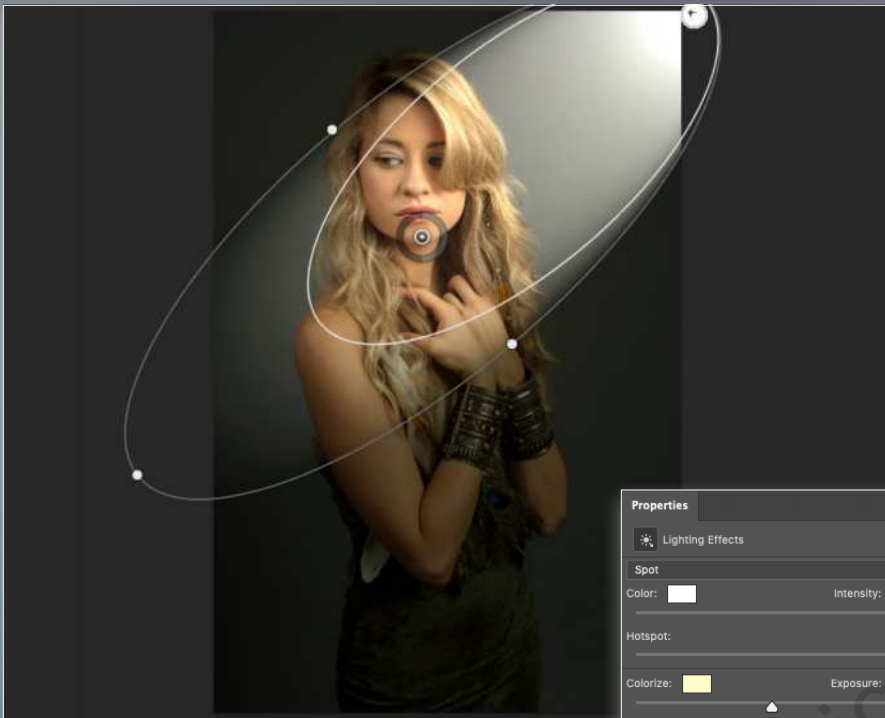 Properties
Lighting Effects
Spot
Color:
Intensity:
Hotspot:
Colorize:
Exposure: